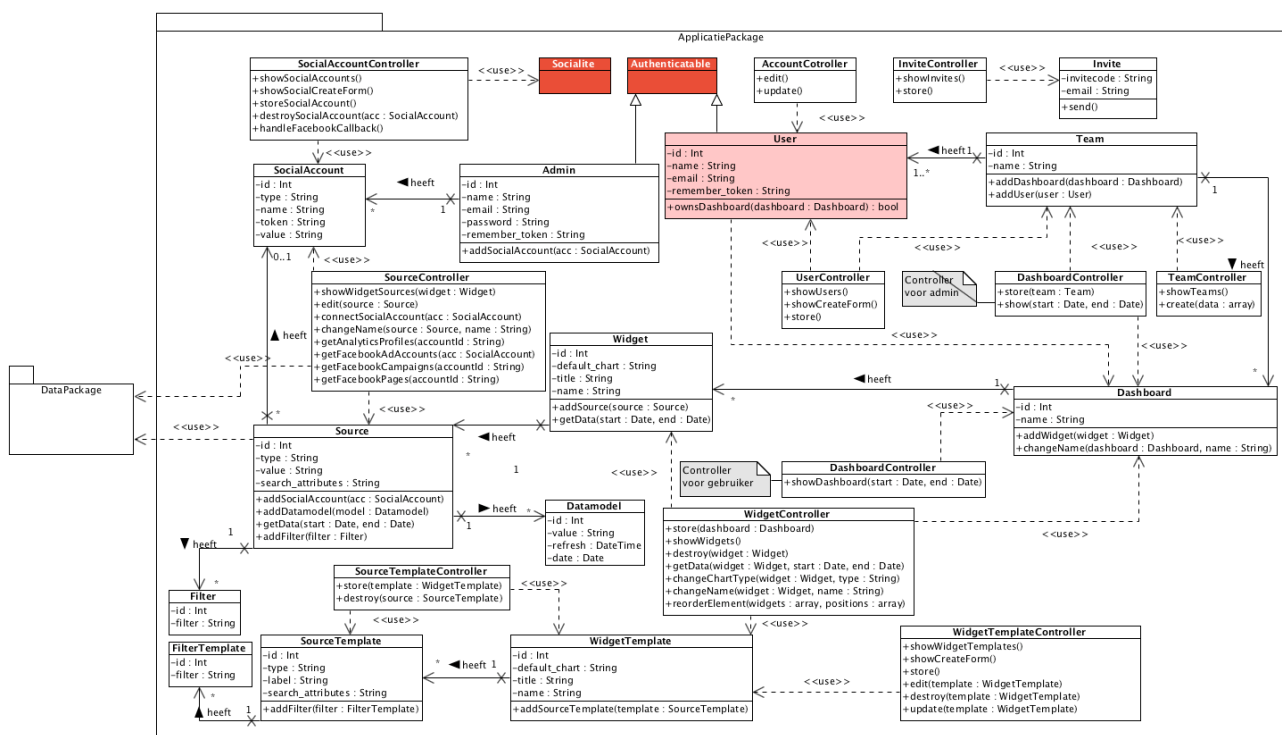 ApplicatiePackage
SocialAccountController
+showSocialAccounts()
+showSocialCreateForm()
+storeSocialAccount()
+destroySocialAccount(acc : SocialAccount)
+handleFacebookCallback()
<<use>>
Socialite
Authenticatable
AccountCotroller
+edit()
+update()
InviteController
+showInvites()
+store()
<<use>>
Invite
-invitecode : String
-email : String
+send()
<<use>>
<<use>>
SocialAccount
-id : Int
-type : String
-name : String
-token : String
-value : String
heeft
*
1
Admin
-id : Int
-name : String
-email : String
-password : String
-remember_token : String
+addSocialAccount(acc : SocialAccount)
User
-id : Int
-name : String
-email : String
-remember_token : String
+ownsDashboard(dashboard : Dashboard) : bool
heeft
1
1..*
Team
-id : Int
-name : String
+addDashboard(dashboard : Dashboard)
+addUser(user : User)
1
0..1
<<use>>
<<use>>
<<use>>
<<use>>
<<use>>
SourceController
+showWidgetSources(widget : Widget)
+edit(source : Source)
+connectSocialAccount(acc : SocialAccount)
+changeName(source : Source, name : String)
+getAnalyticsProfiles(accountId : String)
+getFacebookAdAccounts(acc : SocialAccount)
+getFacebookCampaigns(accountId : String)
+getFacebookPages(accountId : String)
UserController
+showUsers()
+showCreateForm()
+store()
Controller
voor admin
DashboardController
+store(team : Team)
+show(start : Date, end : Date)
TeamController
+showTeams()
+create(data : array)
heeft
heeft
<<use>>
<<use>>
<<use>>
DataPackage
Widget
-id : Int
-default_chart : String
-title : String
-name : String
+addSource(source : Source)
+getData(start : Date, end : Date)
heeft
1
*
*
Dashboard
-id : Int
-name : String
+addWidget(widget : Widget)
+changeName(dashboard : Dashboard, name : String)
<<use>>
<<use>>
*
<<use>>
Source
-id : Int
-type : String
-value : String
-search_attributes : String
+addSocialAccount(acc : SocialAccount)
+addDatamodel(model : Datamodel)
+getData(start : Date, end : Date)
+addFilter(filter : Filter)
heeft
*
1
<<use>>
<<use>>
Controller
voor gebruiker
DashboardController
+showDashboard(start : Date, end : Date)
heeft
1
*
Datamodel
-id : Int
-value : String
-refresh : DateTime
-date : Date
WidgetController
+store(dashboard : Dashboard)
+showWidgets()
+destroy(widget : Widget)
+getData(widget : Widget, start : Date, end : Date)
+changeChartType(widget : Widget, type : String)
+changeName(widget : Widget, name : String)
+reorderElement(widgets : array, positions : array)
<<use>>
1
heeft
*
SourceTemplateController
+store(template : WidgetTemplate)
+destroy(source : SourceTemplate)
<<use>>
<<use>>
<<use>>
Filter
-id : Int
-filter : String
FilterTemplate
-id : Int
-filter : String
*
heeft
1
SourceTemplate
-id : Int
-type : String
-label : String
-search_attributes : String
+addFilter(filter : FilterTemplate)
*
heeft
1
WidgetTemplate
-id : Int
-default_chart : String
-title : String
-name : String
+addSourceTemplate(template : SourceTemplate)
<<use>>
WidgetTemplateController
+showWidgetTemplates()
+showCreateForm()
+store()
+edit(template : WidgetTemplate)
+destroy(template : WidgetTemplate)
+update(template : WidgetTemplate)